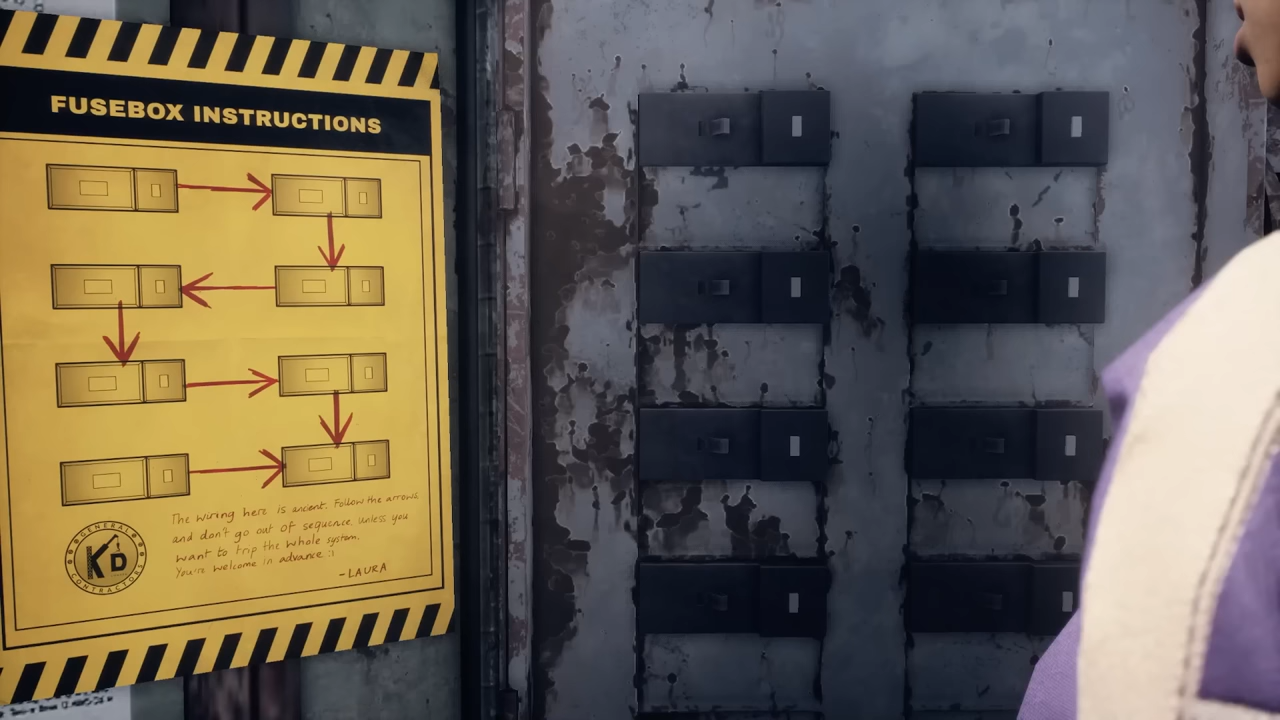 FUSEBOX INSTRUCTIONS
The wiring here is ancient. Follow the arrows
and don't go out of sequence. Unless you
want to trip the whole system.
You're welcome in advance :)
-LAURA
GENERAL
KD
CONTRACTORS